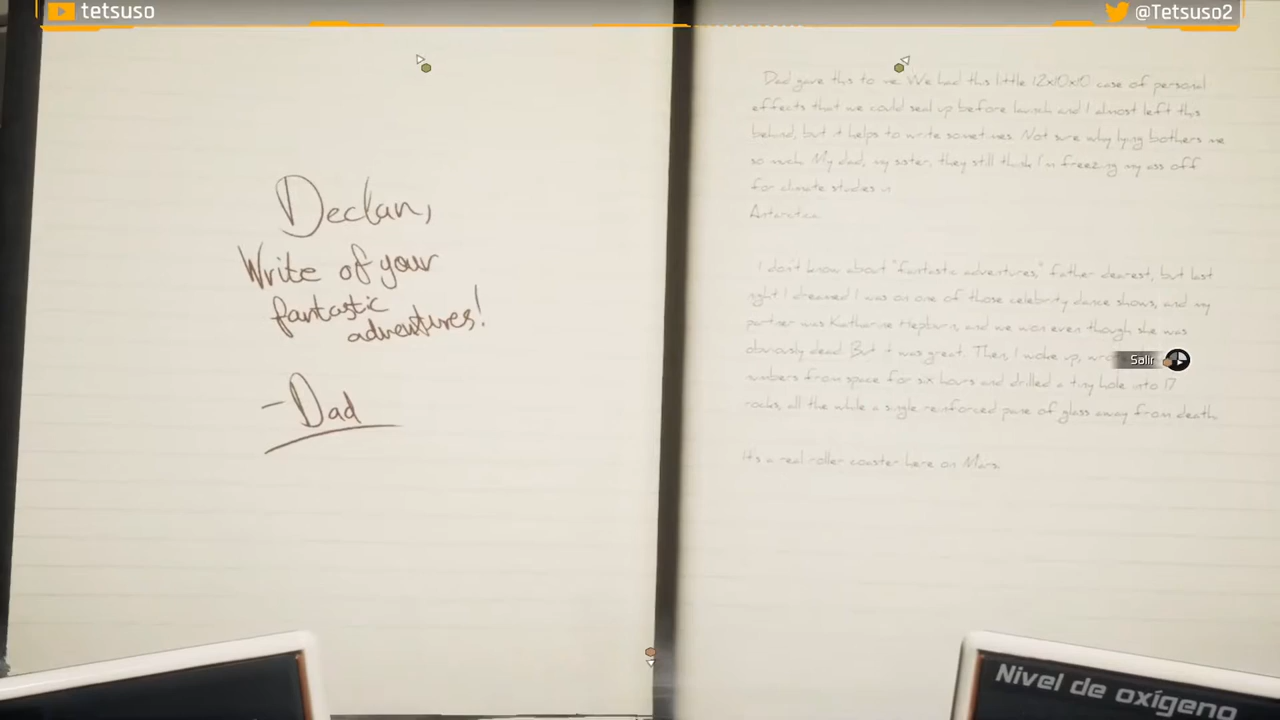 tetsuso
@Tetsuso2
Declan,
Write of your
fantastic
adventures!
-Dad
Dad gave this to me. We had this little 12x10x10 case of personal
effects that we could seal up before launch and I almost left this
behind, but it helps to write sometimes. Not sure why lying bothers me
so much. My dad, my sister, they still think I'm freezing my ass off
for climate studies in
Antarctica.
I don't know about "fantastic adventures," father dearest, but last
night I dreamed I was on one of those celebrity dance shows, and my
partner was Katharine Hepburn, and we won even though she was
obviously dead. But it was great. Then, I woke up,
Salir
numbers from space for six hours and drilled a tiny hole into 17
rocks, all the while a single reinforced pane of glass away from death.
It's a real roller coaster here on Mars.
Nivel de oxígeno